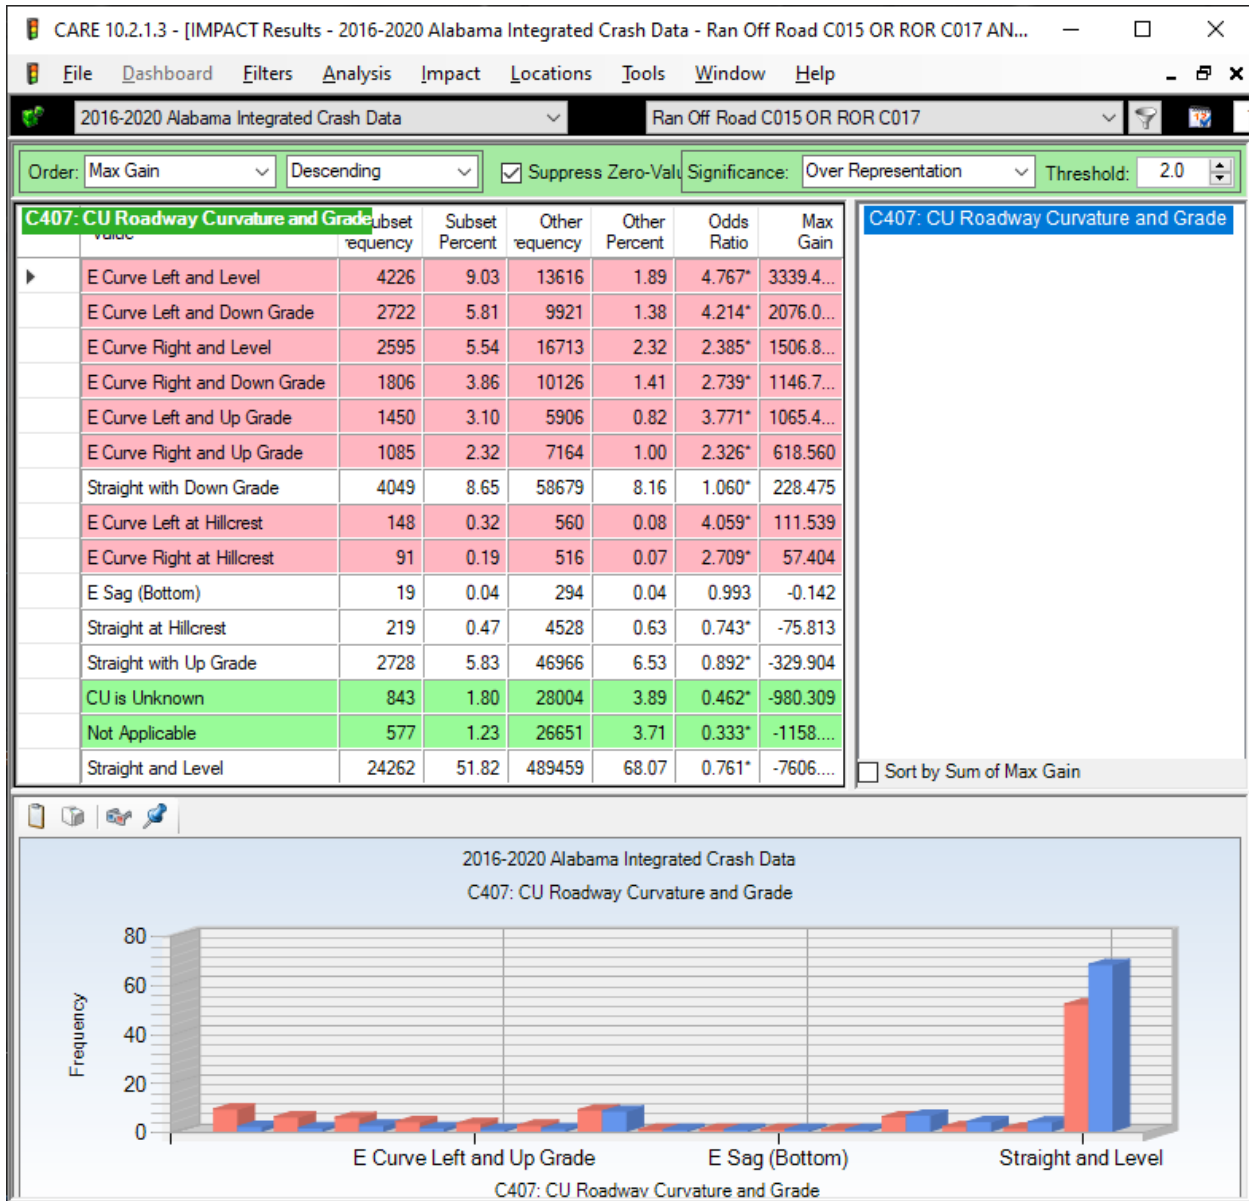 CARE 10.2.1.3 - [IMPACT Results - 2016-2020 Alabama Integrated Crash Data - Ran Off Road C015 OR ROR C017 AN...
File Dashboard Filters Analysis Impact Locations Tools Window Help
2016-2020 Alabama Integrated Crash Data Ran Off Road C015 OR ROR C017
Order: Max Gain Descending Suppress Zero-Valu Significance: Over Representation Threshold: 2.0
C407: CU Roadway Curvature and Grade ubset Subset Other Other Odds Max C407: CU Roadway Curvature and Grade
requency Percent requency Percent Ratio Gain
E Curve Left and Level 4226 9.03 13616 1.89 4.767* 3339.4...
E Curve Left and Down Grade 2722 5.81 9921 1.38 4.214* 2076.0...
E Curve Right and Level 2595 5.54 16713 2.32 2.385* 1506.8...
E Curve Right and Down Grade 1806 3.86 10126 1.41 2.739* 1146.7...
E Curve Left and Up Grade 1450 3.10 5906 0.82 3.771* 1065.4...
E Curve Right and Up Grade 1085 2.32 7164 1.00 2.326* 618.560
Straight with Down Grade 4049 8.65 58679 8.16 1.060* 228.475
E Curve Left at Hillcrest 148 0.32 560 0.08 4.059* 111.539
E Curve Right at Hillcrest 91 0.19 516 0.07 2.709* 57.404
E Sag (Bottom) 19 0.04 294 0.04 0.993 -0.142
Straight at Hillcrest 219 0.47 4528 0.63 0.743* -75.813
Straight with Up Grade 2728 5.83 46966 6.53 0.892* -329.904
CU is Unknown 843 1.80 28004 3.89 0.462* -980.309
Not Applicable 577 1.23 26651 3.71 0.333* -1158....
Straight and Level 24262 51.82 489459 68.07 0.761* -7606....
Sort by Sum of Max Gain
2016-2020 Alabama Integrated Crash Data
C407: CU Roadway Curvature and Grade
80
60
40
20
0
Frequency
E Curve Left and Up Grade E Sag (Bottom) Straight and Level
C407: CU Roadway Curvature and Grade